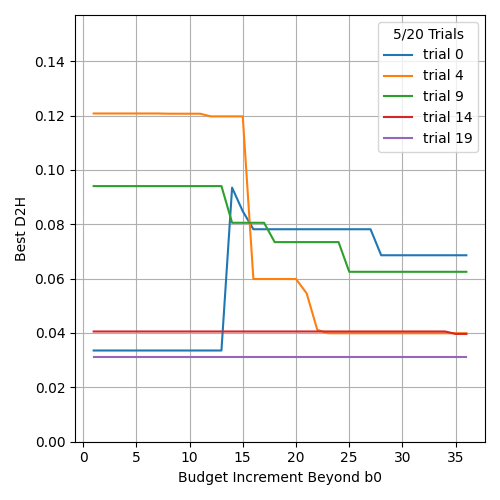 5/20 Trials
trial 0
trial 4
trial 9
trial 14
trial 19
Best D2H
0.14
0.12
0.10
0.08
0.06
0.04
0.02
0.00
0 5 10 15 20 25 30 35
Budget Increment Beyond b0